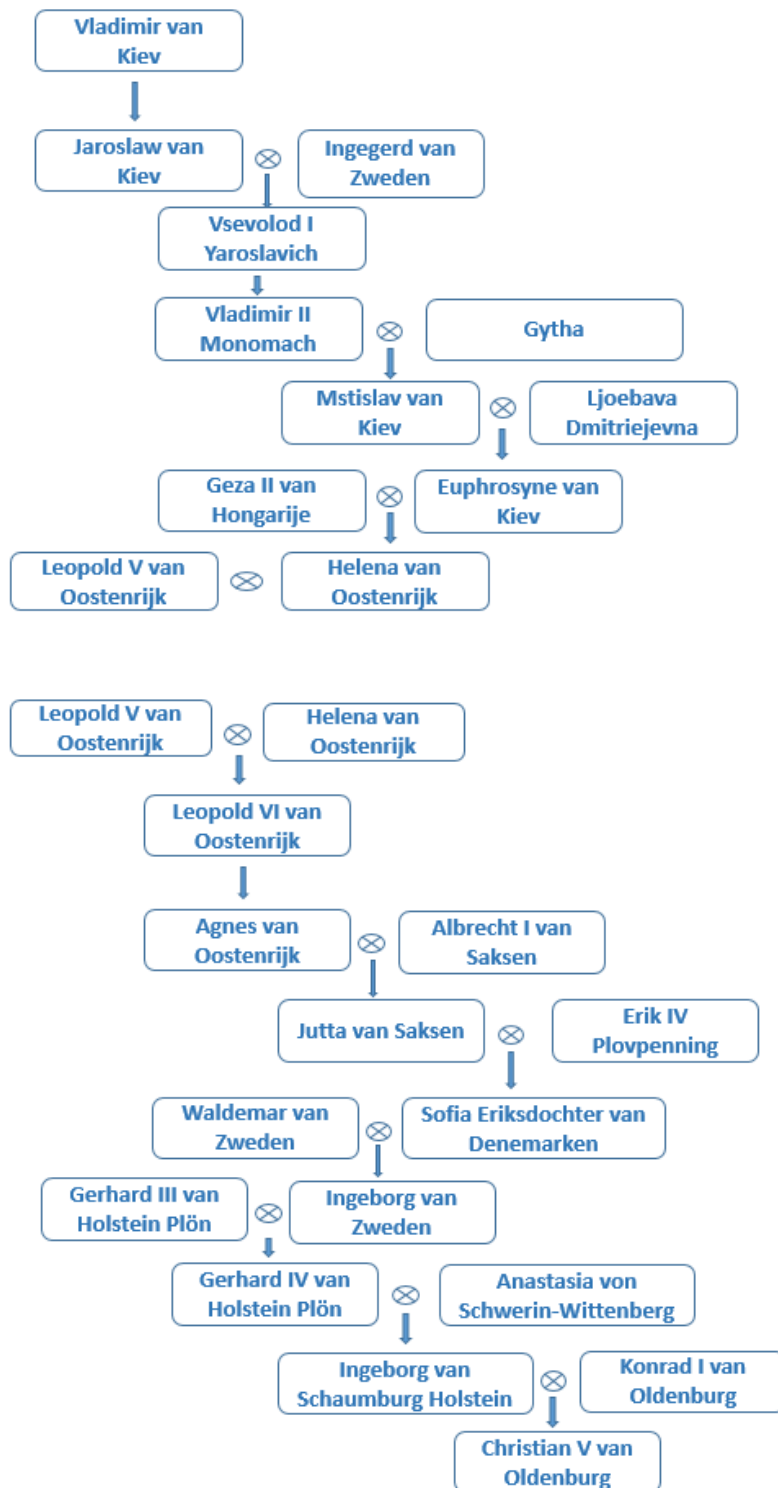 Vladimir van
Kiev
Jaroslaw van
Kiev
Ingegerd van
Zweden
Vsevolod I
Yaroslavich
Vladimir II
Monomach
Gytha
Mstislav van
Kiev
Ljoebava
Dmitriejevna
Geza II van
Hongarije
Euphrosyne van
Kiev
Leopold V van
Oostenrijk
Helena van
Oostenrijk
Leopold V van
Oostenrijk
Helena van
Oostenrijk
Leopold VI van
Oostenrijk
Agnes van
Oostenrijk
Albrecht I van
Saksen
Jutta van Saksen
Erik IV
Plovpenning
Waldemar van
Zweden
Sofia Eriksdochter van
Denemarken
Gerhard III van
Holstein Plön
Ingeborg van
Zweden
Gerhard IV van
Holstein Plön
Anastasia von
Schwerin-Wittenberg
Ingeborg van
Schaumburg Holstein
Konrad I van
Oldenburg
Christian V van
Oldenburg